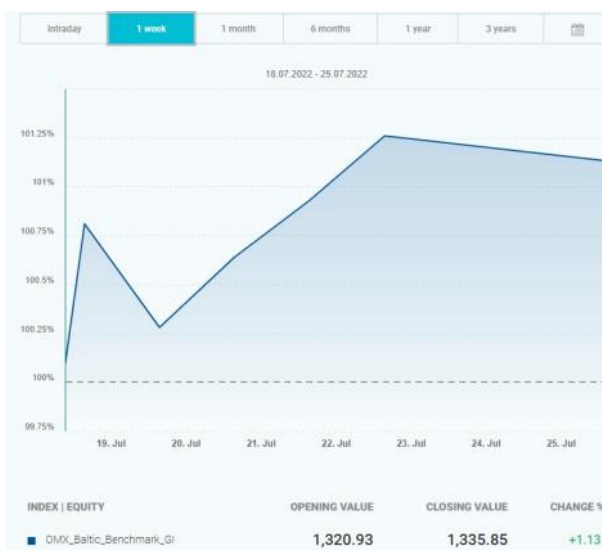 Intraday 1 week 1 month 6 months 1 year 3 years
18.07.2022 - 25.07.2022
101.25%
101%
100.75%
100.5%
100.25%
100%
99.75%
19. Jul 20. Jul 21. Jul 22. Jul 23. Jul 24. Jul 25. Jul
INDEX | EQUITY OPENING VALUE CLOSING VALUE CHANGE %
OMX_Baltic_Benchmark_GI 1,320.93 1,335.85 +1.13